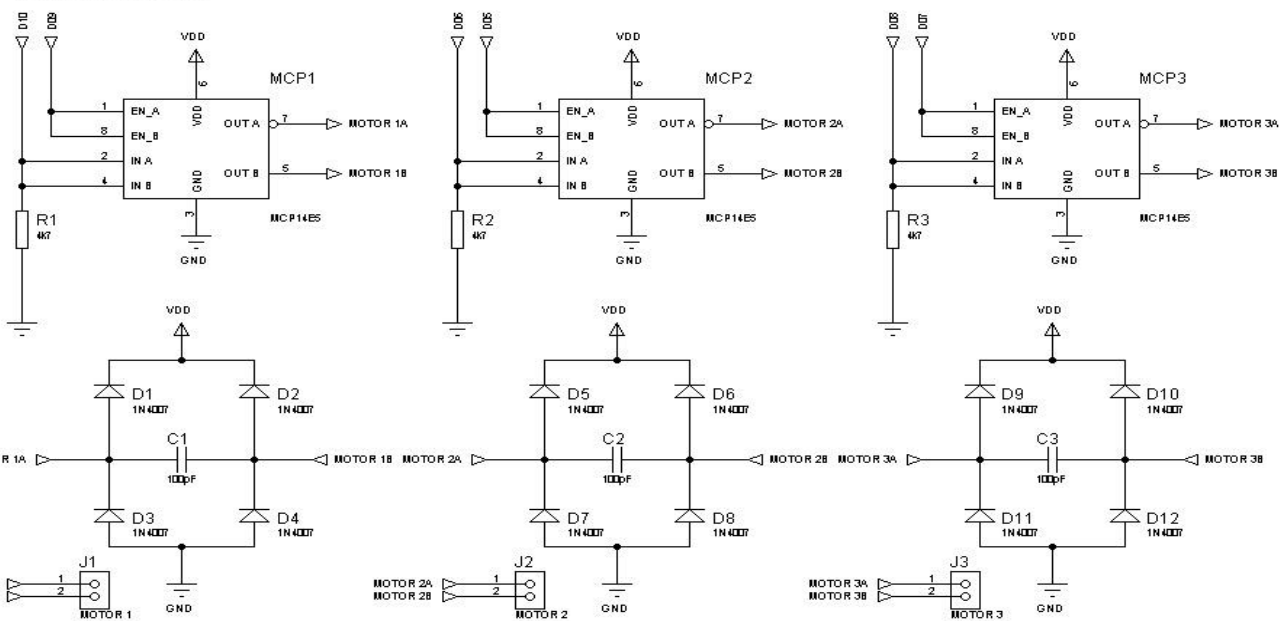 D10 D09 D06 D05 D08 D07
VDD VDD VDD
6 6 6
MCP1 MCP2 MCP3
1 EN_A VDD OUT A 7 MOTOR 1A 1 EN_A VDD OUT A 7 MOTOR 2A 1 EN_A VDD OUT A 7 MOTOR 3A
8 EN_B 8 EN_B 8 EN_B
2 IN A 2 IN A 2 IN A
4 IN B GND OUT B 5 MOTOR 1B 4 IN B GND OUT B 5 MOTOR 2B 4 IN B GND OUT B 5 MOTOR 3B
R1 3 MCP14E5 R2 3 MCP14E5 R3 3 MCP14E5
4k7 4k7 4k7
GND GND GND
VDD VDD VDD
D1 D2 D5 D6 D9 D10
1N4007 1N4007 1N4007 1N4007 1N4007 1N4007
C1 C2 C3
R 1A MOTOR 1B MOTOR 2A MOTOR 2B MOTOR 3A MOTOR 3B
100pF 100pF 100pF
D3 D4 D7 D8 D11 D12
1N4007 1N4007 1N4007 1N4007 1N4007 1N4007
J1 J2 J3
1 MOTOR 2A 1 MOTOR 3A 1
2 MOTOR 2B 2 MOTOR 3B 2
MOTOR 1 GND MOTOR 2 GND MOTOR 3 GND